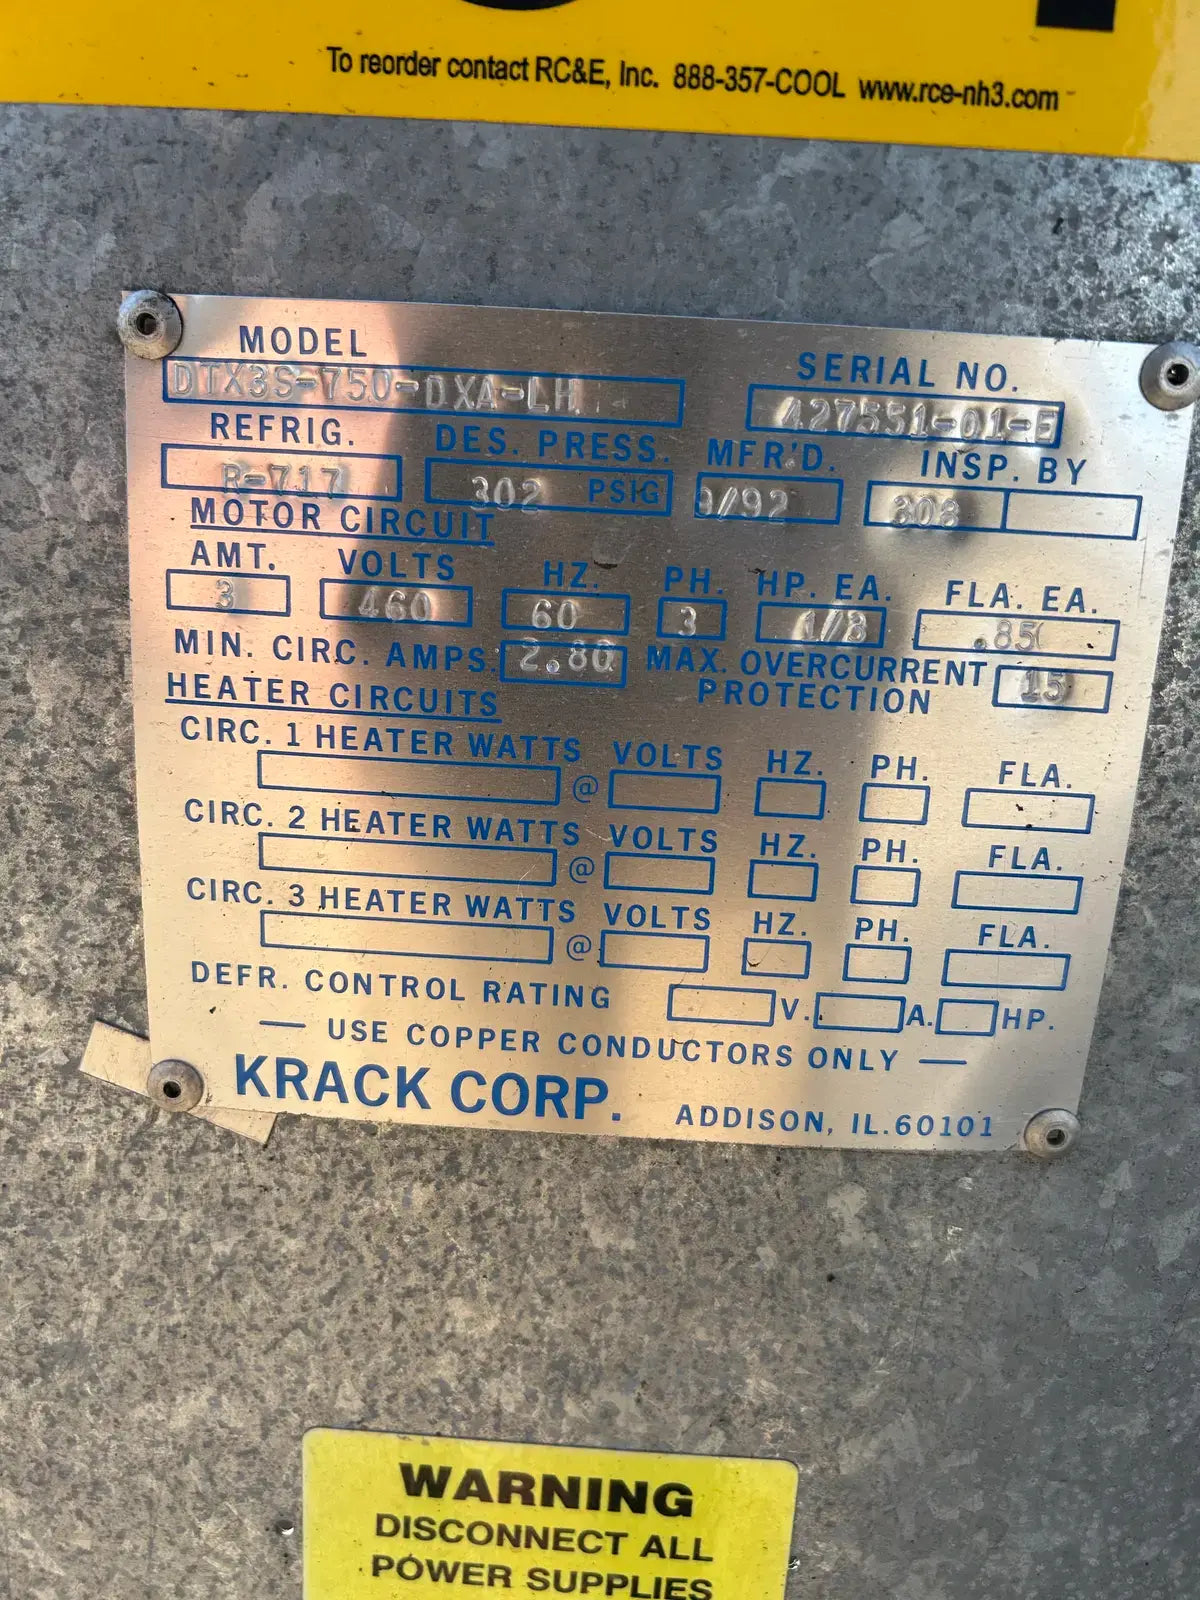 To reorder contact RC&E, Inc. 888-357-COOL www.rce-nh3.com
MODEL SERIAL NO.
DTX3S-750-DXA-LH 427551-01-E
REFRIG. DES. PRESS. MFR'D. INSP. BY
R-717 302 PSIG 9/92 308
MOTOR CIRCUIT
AMT. VOLTS HZ. PH. HP. EA. FLA. EA.
3 460 60 3 1/3 .85
MIN. CIRC. AMPS. 2.80 MAX. OVERCURRENT PROTECTION 15
HEATER CIRCUITS
CIRC. 1 HEATER WATTS VOLTS HZ. PH. FLA.
@
CIRC. 2 HEATER WATTS VOLTS HZ. PH. FLA.
@
CIRC. 3 HEATER WATTS VOLTS HZ. PH. FLA.
@
DEFR. CONTROL RATING V. A. HP.
— USE COPPER CONDUCTORS ONLY —
KRACK CORP. ADDISON, IL. 60101
WARNING
DISCONNECT ALL
POWER SUPPLIES